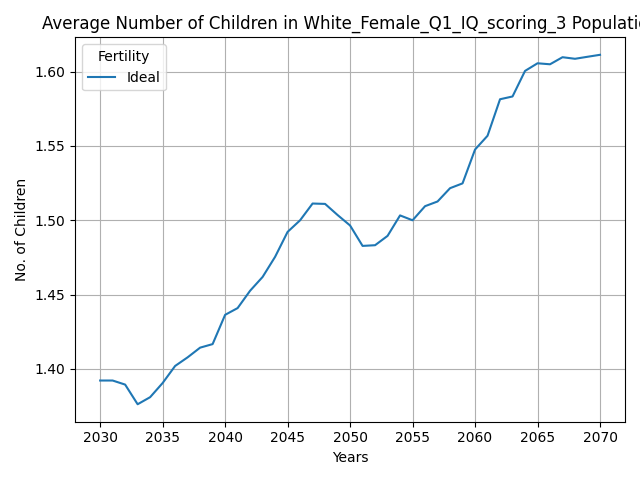 Average Number of Children in White_Female_Q1_IQ_scoring_3 Populatio
Fertility
Ideal
No. of Children
1.60
1.55
1.50
1.45
1.40
2030 2035 2040 2045 2050 2055 2060 2065 2070
Years